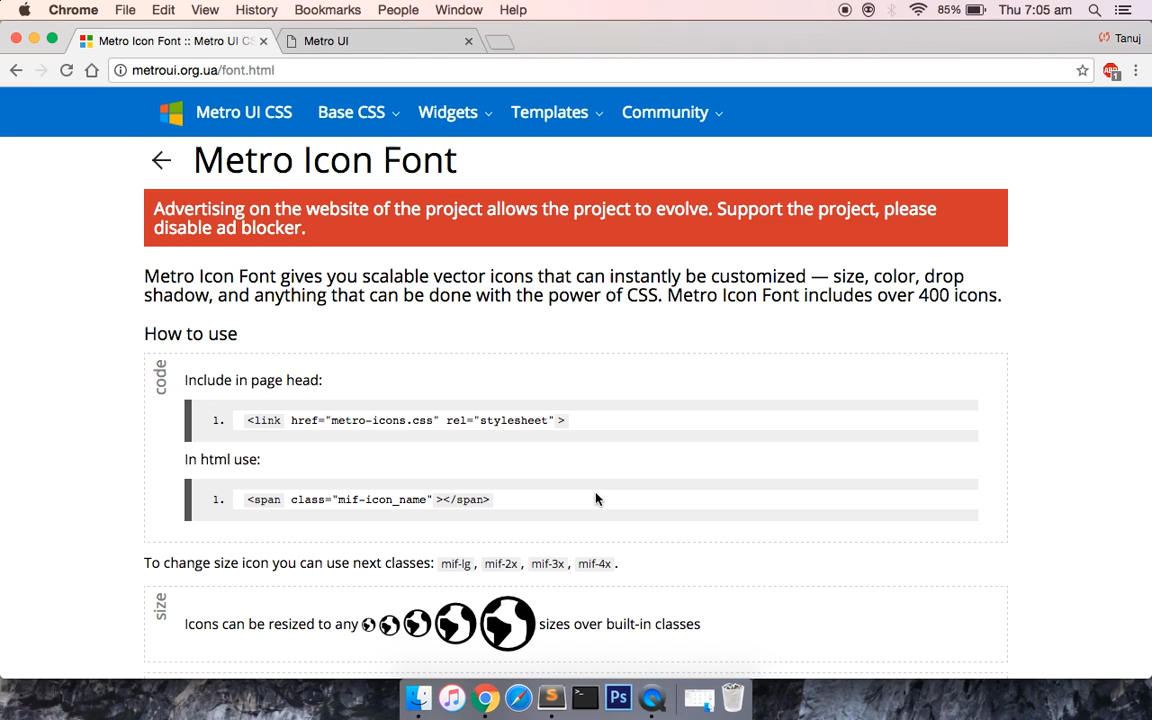 Chrome File Edit View History Bookmarks People Window Help 85% Thu 7:05 am
Metro Icon Font :: Metro UI CS Metro UI Tanuj
metroui.org.ua/font.html 1
Metro UI CSS Base CSS Widgets Templates Community
Metro Icon Font
Advertising on the website of the project allows the project to evolve. Support the project, please
disable ad blocker.
Metro Icon Font gives you scalable vector icons that can instantly be customized — size, color, drop
shadow, and anything that can be done with the power of CSS. Metro Icon Font includes over 400 icons.
How to use
code
Include in page head:
1. <link href="metro-icons.css" rel="stylesheet">
In html use:
1. <span class="mif-icon_name"></span>
To change size icon you can use next classes: mif-lg, mif-2x, mif-3x, mif-4x.
size
Icons can be resized to any sizes over built-in classes
Ps